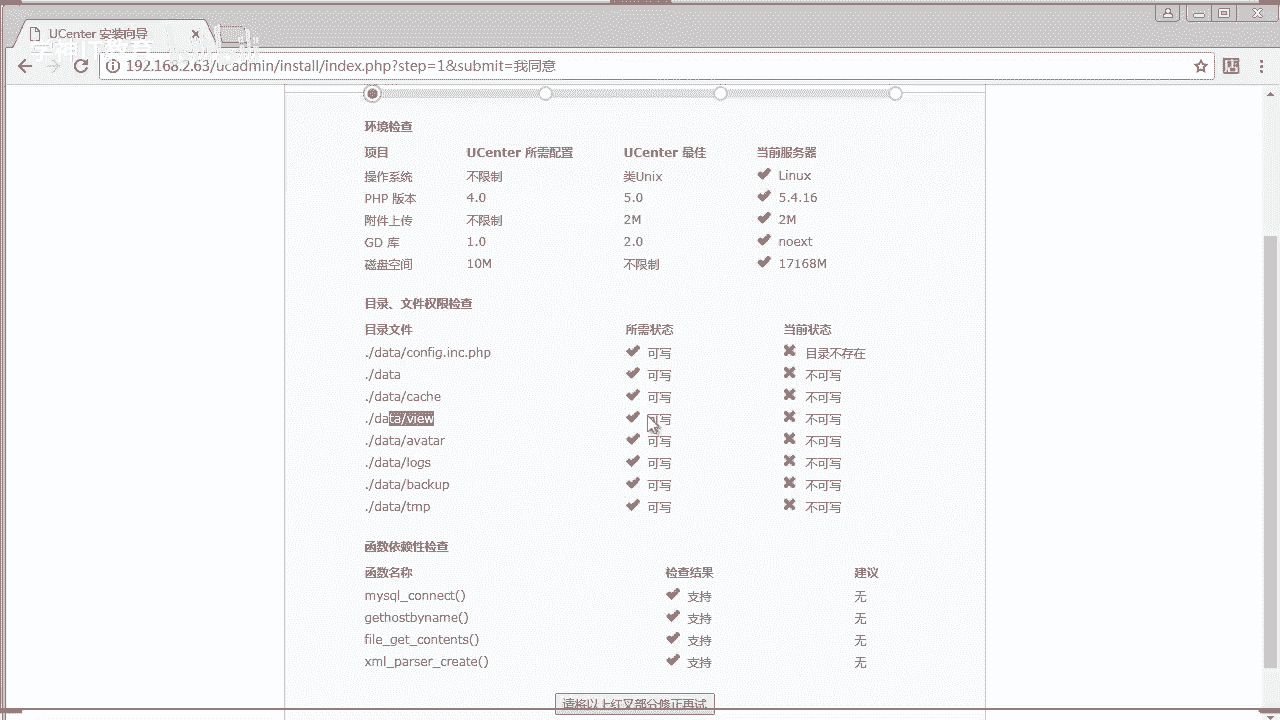 UCenter 安装向导
192.168.2.63/ucadmin/install/index.php?step=1&submit=我同意
环境检查
项目 UCenter 所需配置 UCenter 最佳 当前服务器
操作系统 不限制 类Unix Linux
PHP 版本 4.0 5.0 5.4.16
附件上传 不限制 2M 2M
GD 库 1.0 2.0 noext
磁盘空间 10M 不限制 17168M
目录、文件权限检查
目录文件 所需状态 当前状态
./data/config.inc.php 可写 目录不存在
./data 可写 不可写
./data/cache 可写 不可写
./data/view 可写 不可写
./data/avatar 可写 不可写
./data/logs 可写 不可写
./data/backup 可写 不可写
./data/tmp 可写 不可写
函数依赖性检查
函数名称 检查结果 建议
mysql_connect() 支持 无
gethostbyname() 支持 无
file_get_contents() 支持 无
xml_parser_create() 支持 无
请将以上红叉部分修正再试